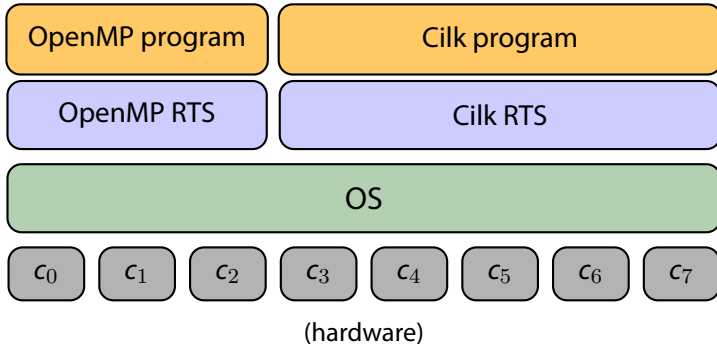 OpenMP program Cilk program
OpenMP RTS Cilk RTS
OS
c₀ c₁ c₂ c₃ c₄ c₅ c₆ c₇
(hardware)